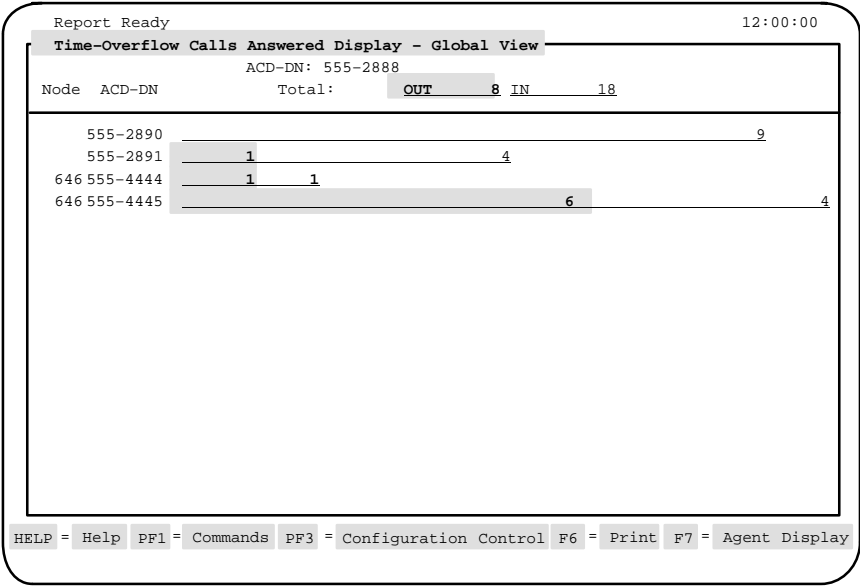 Report Ready 12:00:00
Time-Overflow Calls Answered Display - Global View
ACD-DN: 555-2888
Node ACD-DN Total: OUT 8 IN 18
555-2890 9
555-2891 1 4
646 555-4444 1 1
646 555-4445 6 4
HELP = Help PF1 = Commands PF3 = Configuration Control F6 = Print F7 = Agent Display